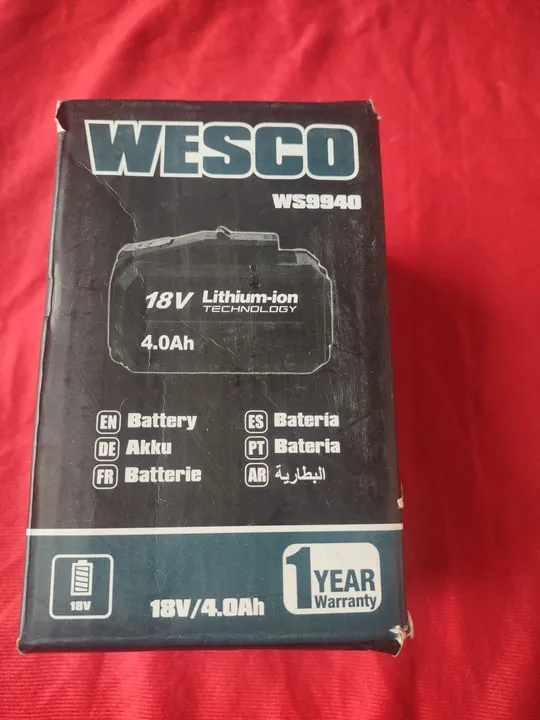 WESCO
WS9940
18V Lithium-ion
TECHNOLOGY
4.0Ah
EN Battery
DE Akku
FR Batterie
ES Batería
PT Bateria
AR البطارية
18V
18V/4.0Ah
1 YEAR
Warranty